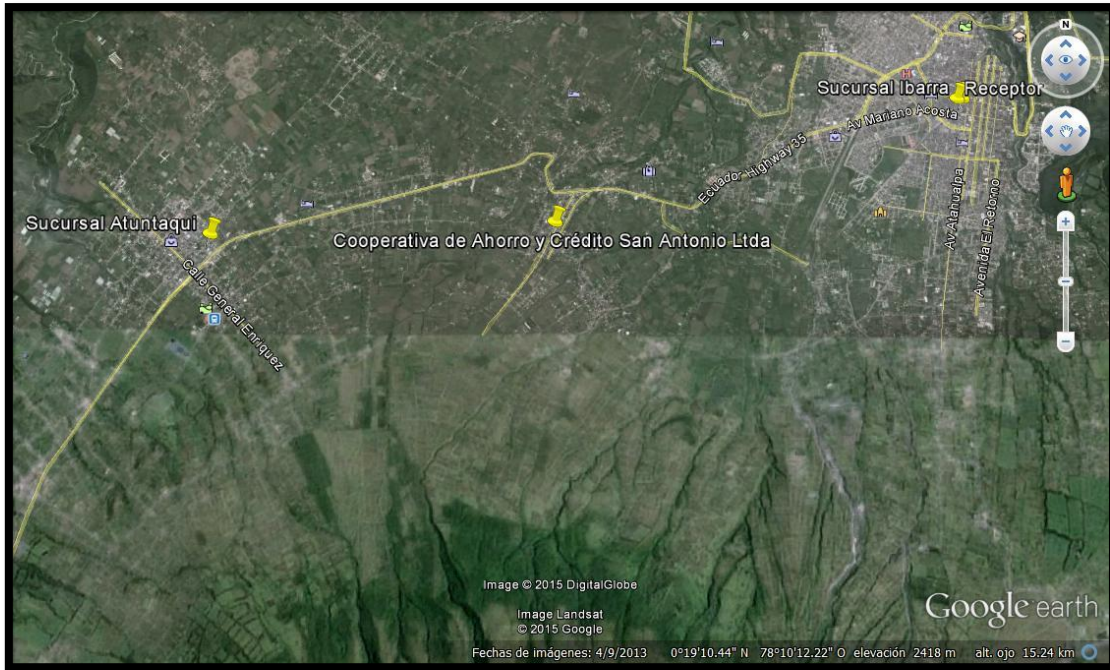 N
Sucursal Ibarra
Receptor
Av Mariano Acosta
Ecuador Highway 35
Sucursal Atuntaqui
Cooperativa de Ahorro y Crédito San Antonio Ltda
Av Atahualpa
Avenida El Retorno
Calle General Enriquez
Image © 2015 DigitalGlobe
Image Landsat
© 2015 Google
Google earth
Fechas de imágenes: 4/9/2013 0°19'10.44" N 78°10'12.22" O elevación 2418 m alt. ojo 15.24 km